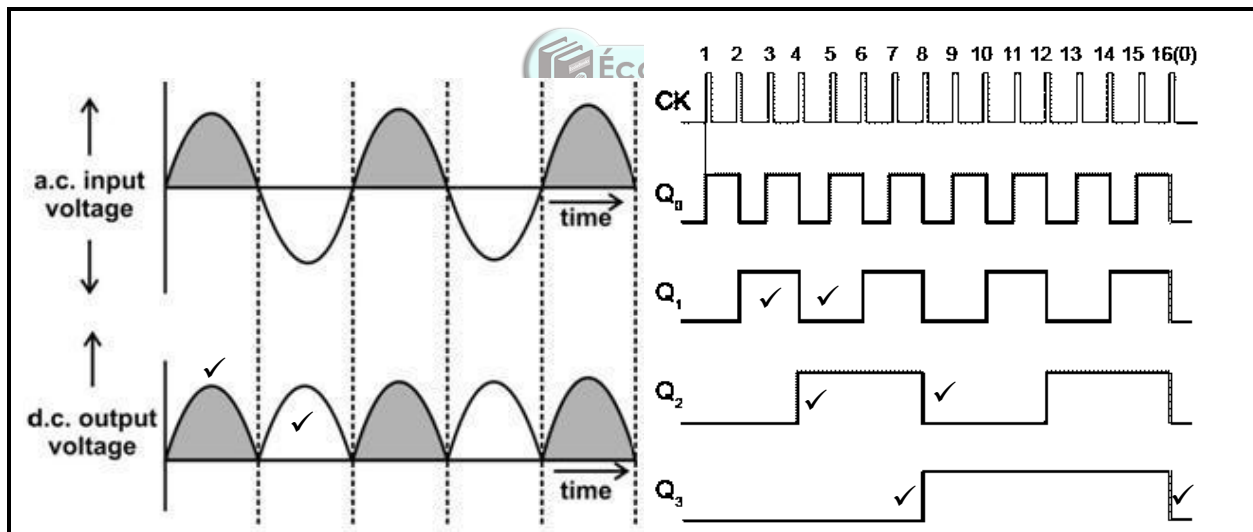 Éco
a.c. input
voltage
time
d.c. output
voltage
time
1 2 3 4 5 6 7 8 9 10 11 12 13 14 15 16(0)
CK
Q₀
Q₁
Q₂
Q₃